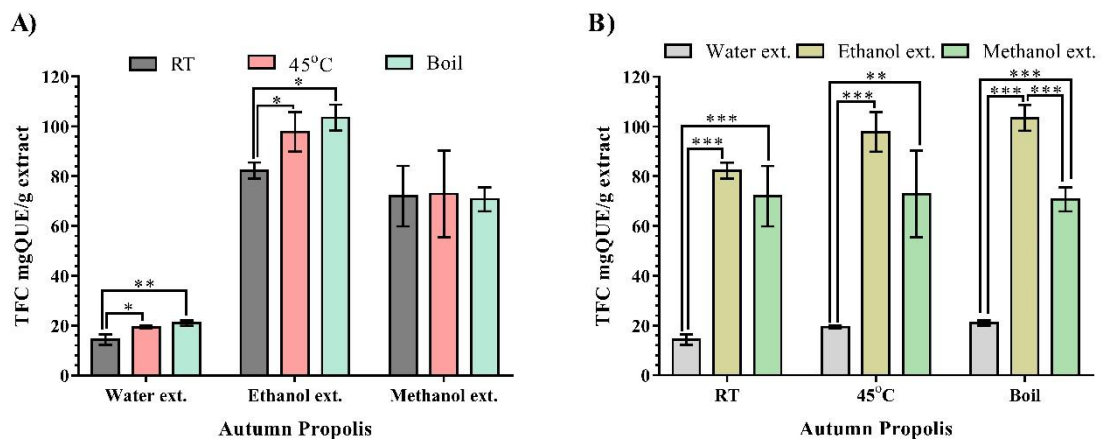 A)
RT 45°C Boil
TFC mgQUE/g extract
120
100
80
60
40
20
0
* **
* *
Water ext. Ethanol ext. Methanol ext.
Autumn Propolis
B)
Water ext. Ethanol ext. Methanol ext.
TFC mgQUE/g extract
120
100
80
60
40
20
0
*** ***
*** **
*** *** ***
RT 45°C Boil
Autumn Propolis